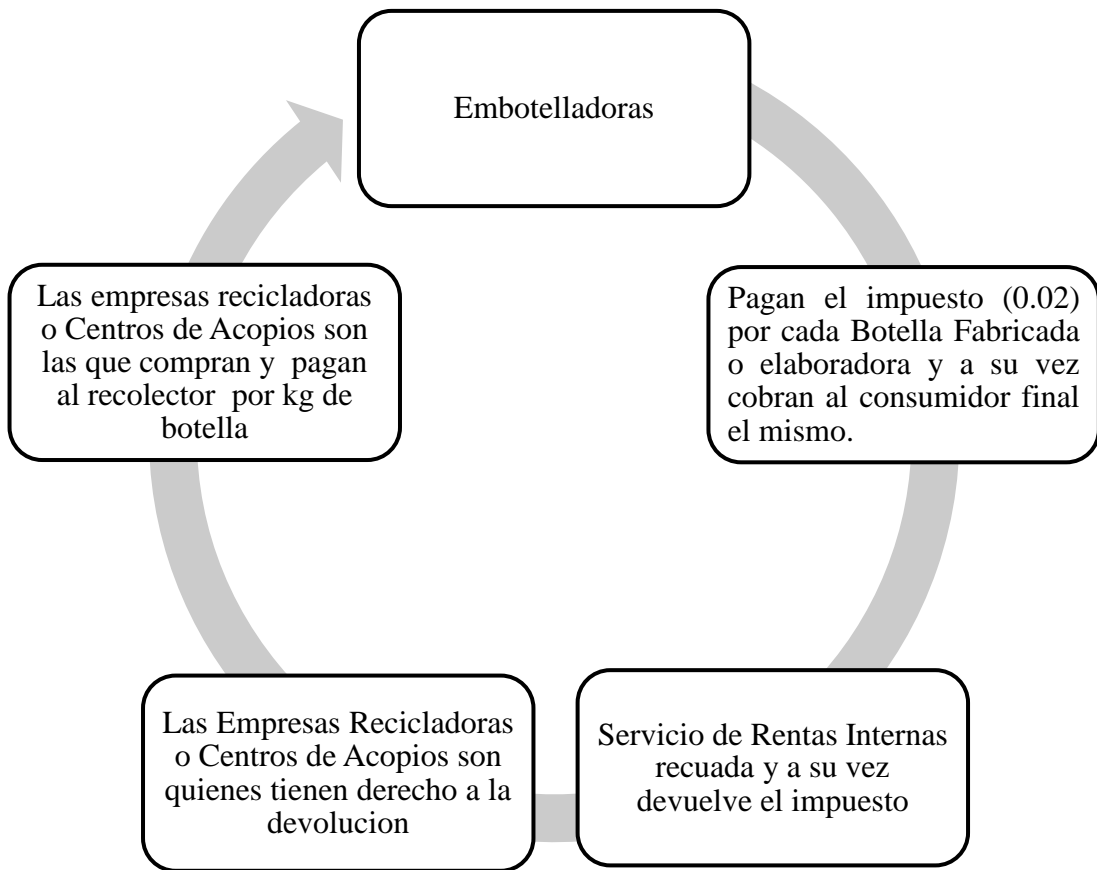 Embotelladoras
Pagan el impuesto (0.02)
por cada Botella Fabricada
o elaboradora y a su vez
cobran al consumidor final
el mismo.
Servicio de Rentas Internas
recuada y a su vez
devuelve el impuesto
Las Empresas Recicladoras
o Centros de Acopios son
quienes tienen derecho a la
devolucion
Las empresas recicladoras
o Centros de Acopios son
las que compran y pagan
al recolector por kg de
botella